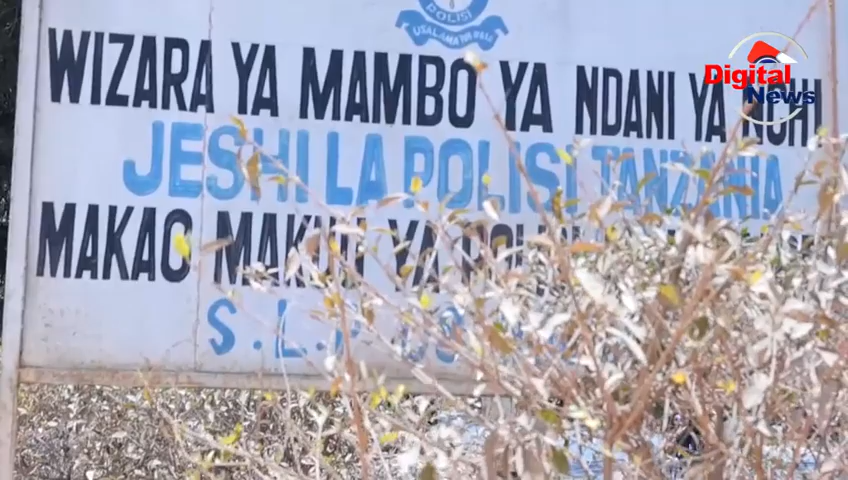 POLISI
USALAMA WA RAIA
WIZARA YA MAMBO YA NDANI YA NCHI
Digital News
JESHI LA POLISI TANZANIA
MAKAO MAKUU YA
S.L.